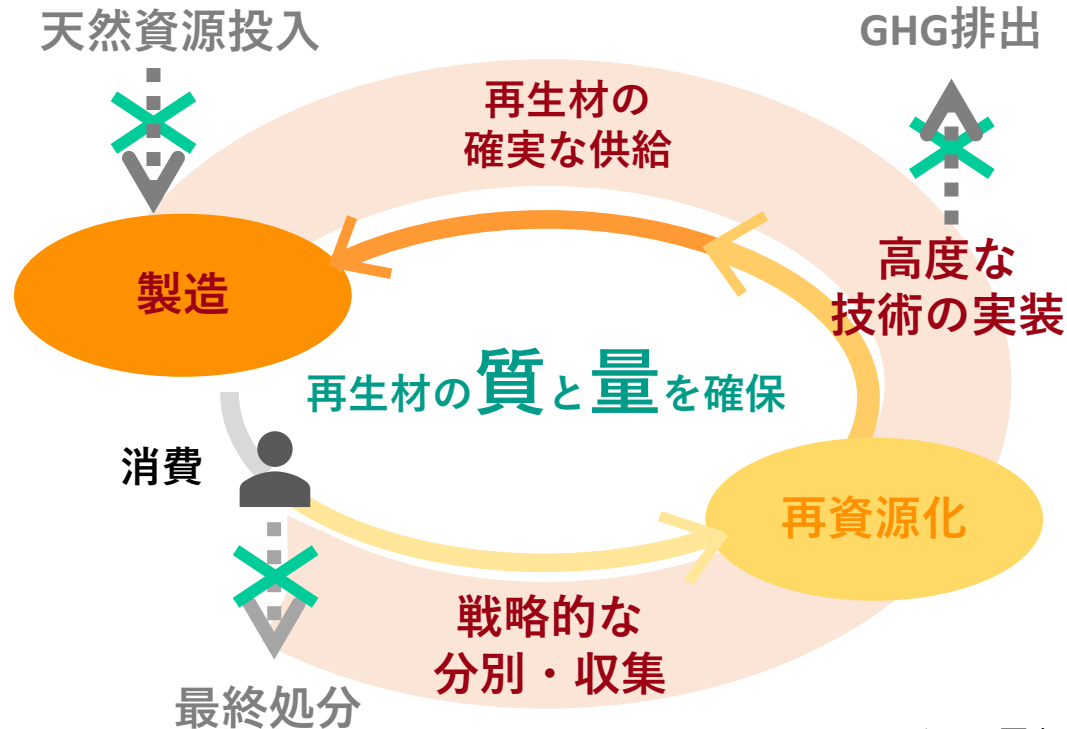 天然資源投入
GHG排出
再生材の
確実な供給
高度な
技術の実装
製造
再生材の質と量を確保
消費
再資源化
戦略的な
分別・収集
最終処分